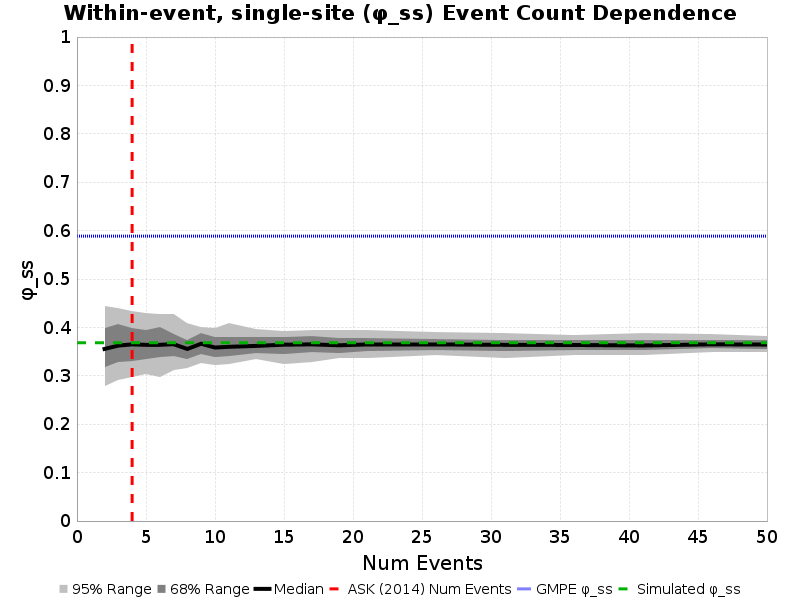 Within-event, single-site (φ_ss) Event Count Dependence
1
0.9
0.8
0.7
0.6
0.5
0.4
0.3
0.2
0.1
0
φ_ss
0 5 10 15 20 25 30 35 40 45 50
Num Events
95% Range 68% Range Median ASK (2014) Num Events GMPE φ_ss Simulated φ_ss